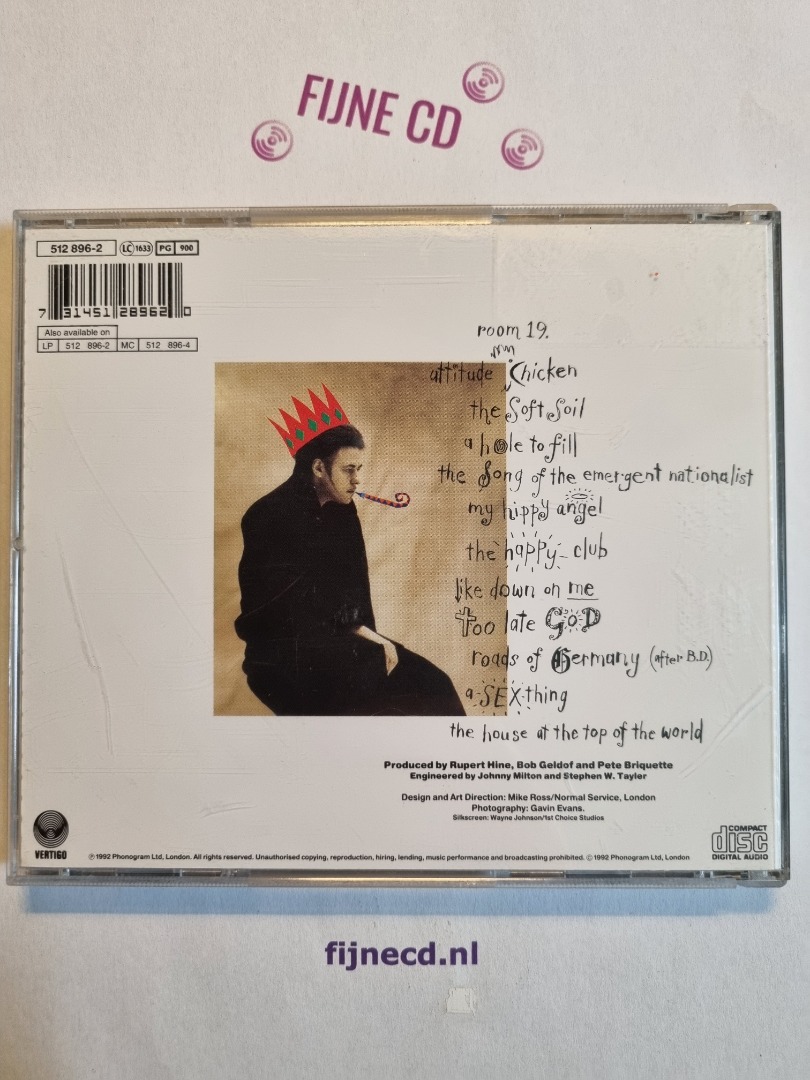 FIJNE CD
512 896-2 LC 1633 PG 900
7 31451 28962 0
Also available on
LP 512 896-2 MC 512 896-4
room 19.
attitude Chicken
the Soft Soil
a hole to fill
the Song of the emergent nationalist
my hippy angel
the happy club
like down on me
too late GoD
roads of Germany (after B.D.)
a SEX thing
the house at the top of the world
Produced by Rupert Hine, Bob Geldof and Pete Briquette
Engineered by Johnny Milton and Stephen W. Tayler
Design and Art Direction: Mike Ross/Normal Service, London
Photography: Gavin Evans.
Silkscreen: Wayne Johnson/1st Choice Studios
VERTIGO
℗ 1992 Phonogram Ltd, London. All rights reserved. Unauthorised copying, reproduction, hiring, lending, music performance and broadcasting prohibited. © 1992 Phonogram Ltd, London
COMPACT
disc
DIGITAL AUDIO
fijnecd.nl